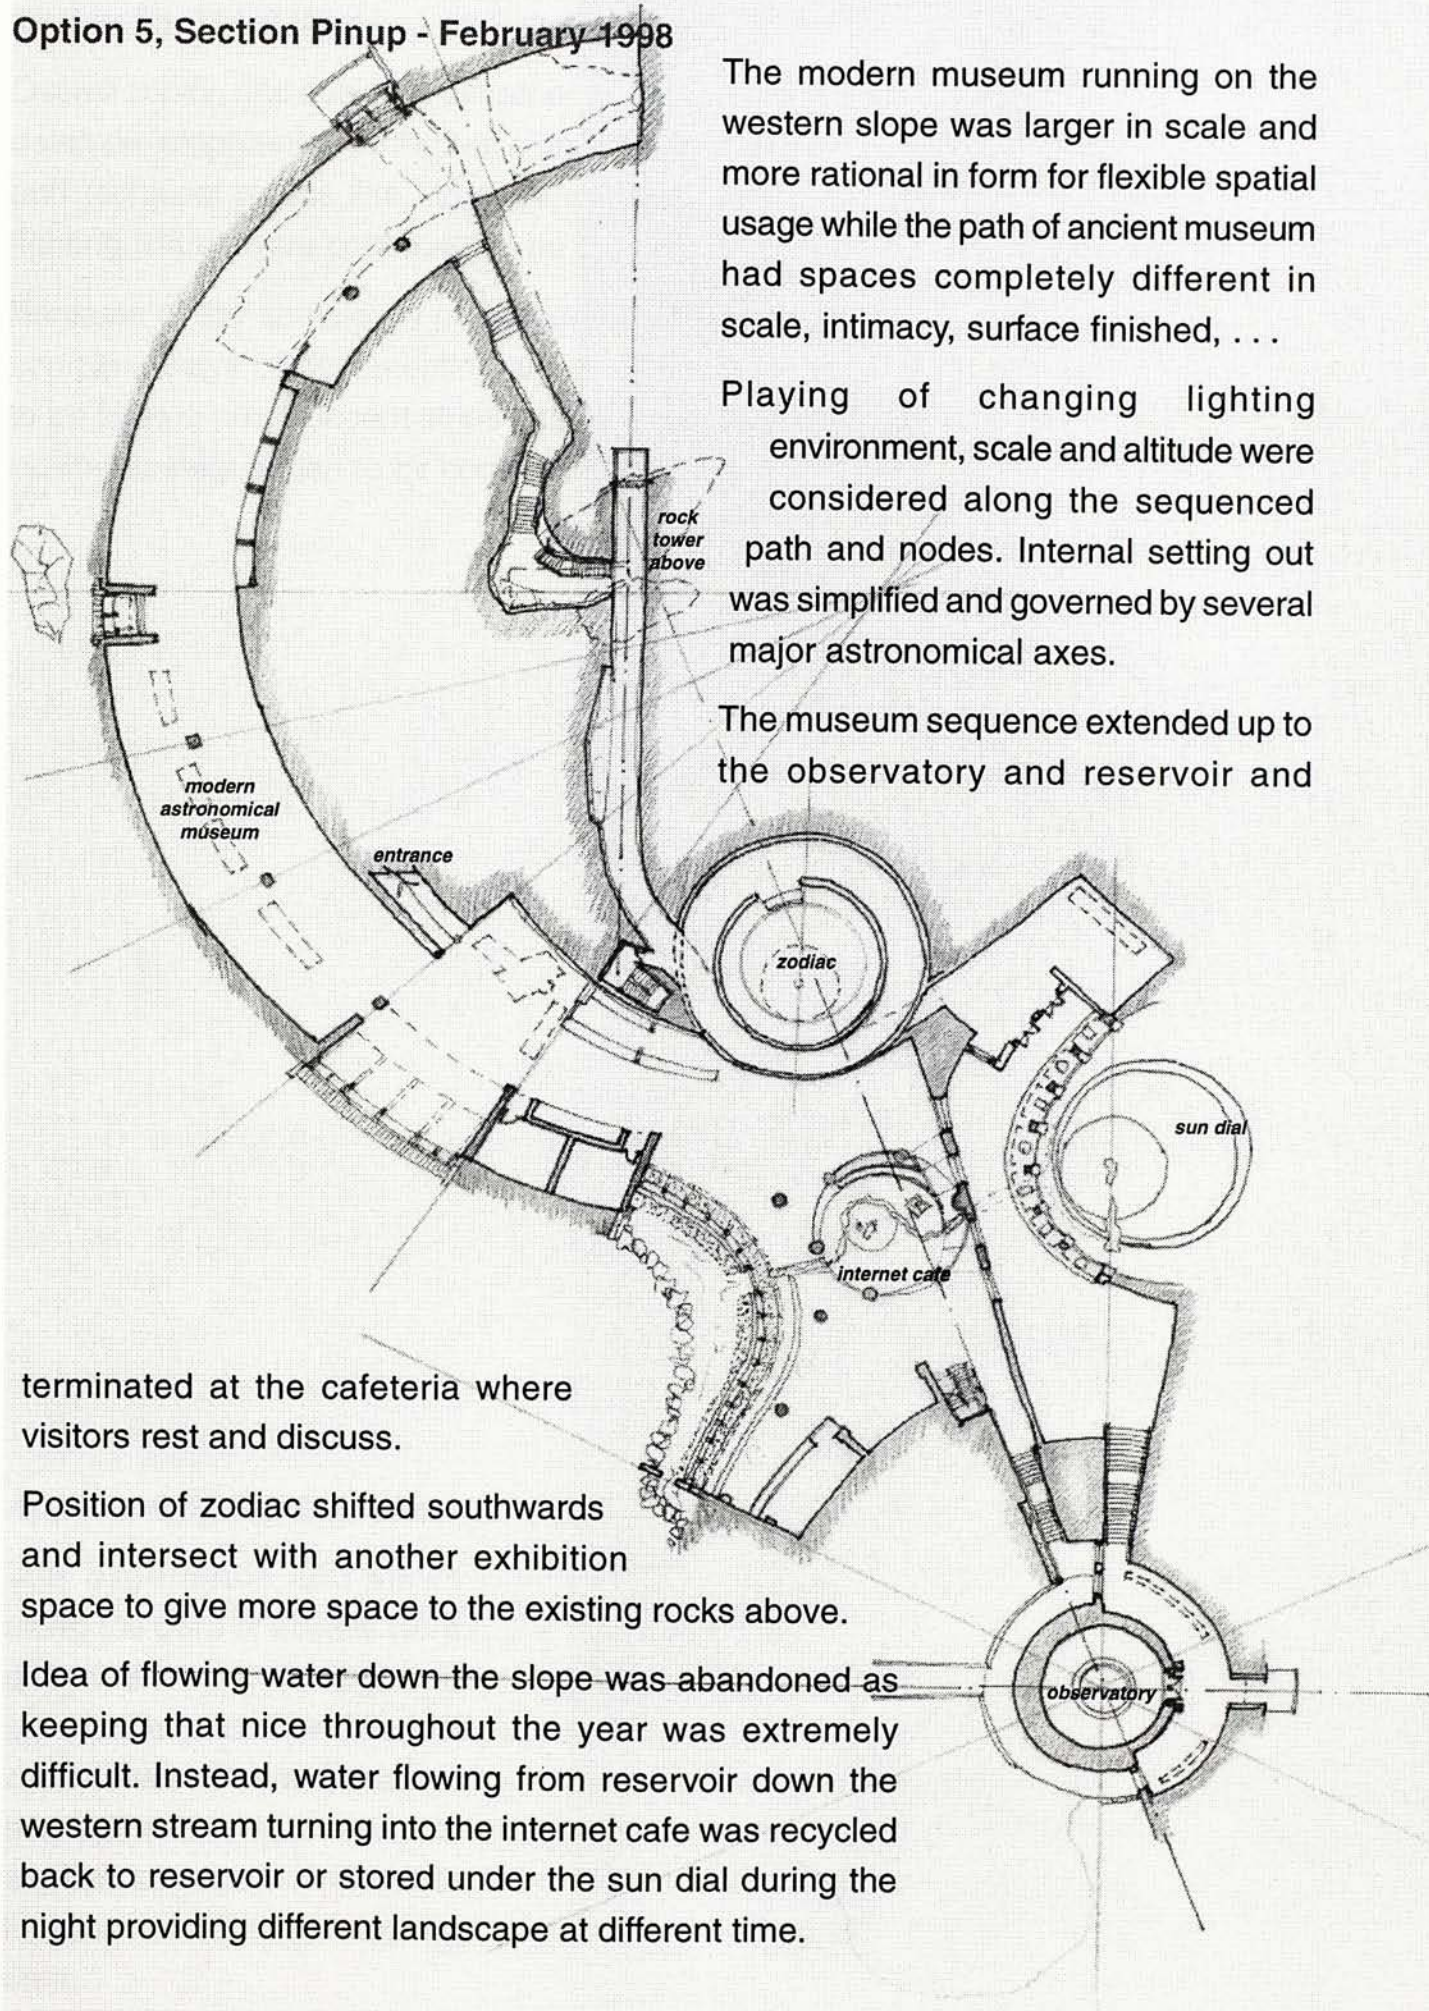 Option 5, Section Pinup - February 1998
The modern museum running on the
western slope was larger in scale and
more rational in form for flexible spatial
usage while the path of ancient museum
had spaces completely different in
scale, intimacy, surface finished, . . .
Playing of changing lighting
environment, scale and altitude were
considered along the sequenced
path and nodes. Internal setting out
was simplified and governed by several
major astronomical axes.
The museum sequence extended up to
the observatory and reservoir and
rock
tower
above
modern
astronomical
museum
entrance
zodiac
sun dial
internet cafe
observatory
terminated at the cafeteria where
visitors rest and discuss.
Position of zodiac shifted southwards
and intersect with another exhibition
space to give more space to the existing rocks above.
Idea of flowing water down the slope was abandoned as
keeping that nice throughout the year was extremely
difficult. Instead, water flowing from reservoir down the
western stream turning into the internet cafe was recycled
back to reservoir or stored under the sun dial during the
night providing different landscape at different time.